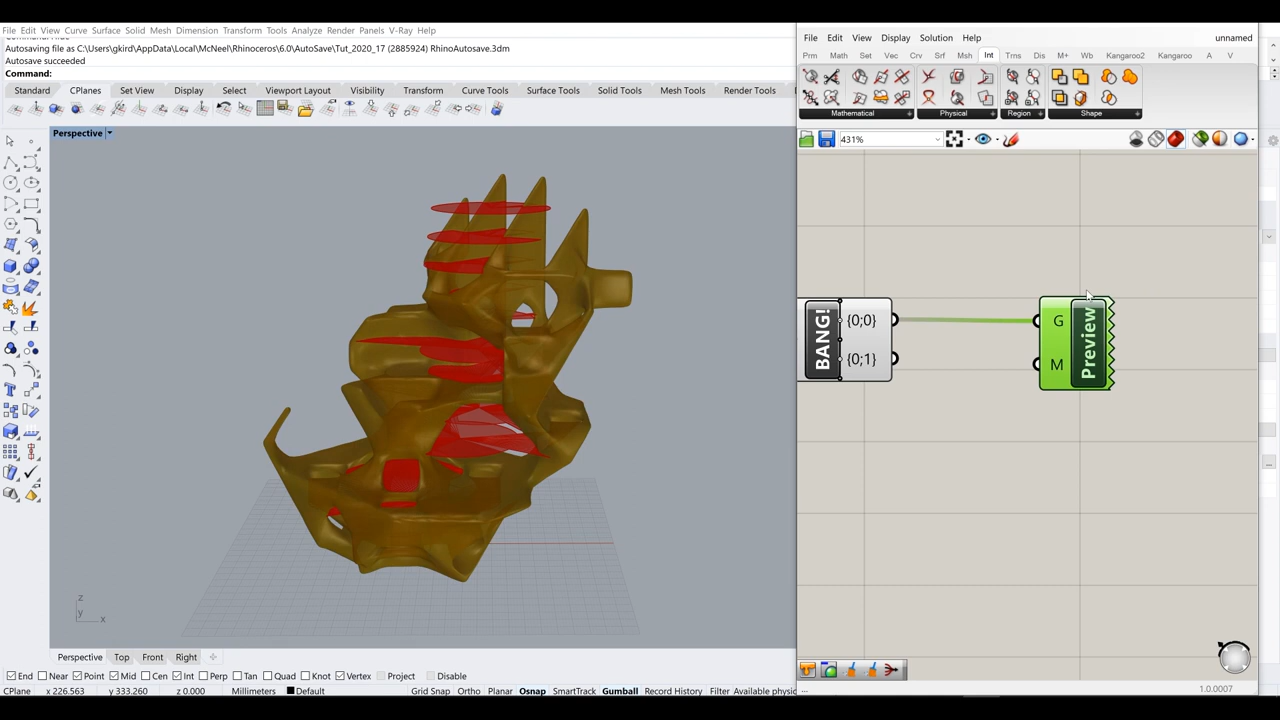 File Edit View Curve Surface Solid Mesh Dimension Transform Tools Analyze Render Panels V-Ray Help
Autosaving file as C:\Users\gkird\AppData\Local\McNeel\Rhinoceros\6.0\AutoSave\Tut_2020_17 (2885924) RhinoAutosave.3dm
Autosave succeeded
Command:
Standard CPlanes Set View Display Select Viewport Layout Visibility Transform Curve Tools Surface Tools Solid Tools Mesh Tools Render Tools
Perspective
z
y
x
Perspective Top Front Right
End Near Point Mid Cen Int Perp Tan Quad Knot Vertex Project Disable
CPlane x 226.563 y 333.260 z 0.000 Millimeters Default Grid Snap Ortho Planar Osnap SmartTrack Gumball Record History Filter Available physic
File Edit View Display Solution Help unnamed
Prm Math Set Vec Crv Srf Msh Int Trns Dis M+ Wb Kangaroo2 Kangaroo A V
Mathematical Physical Region Shape
431%
BANG!
{0;0}
{0;1}
G
M
Preview
...
1.0.0007